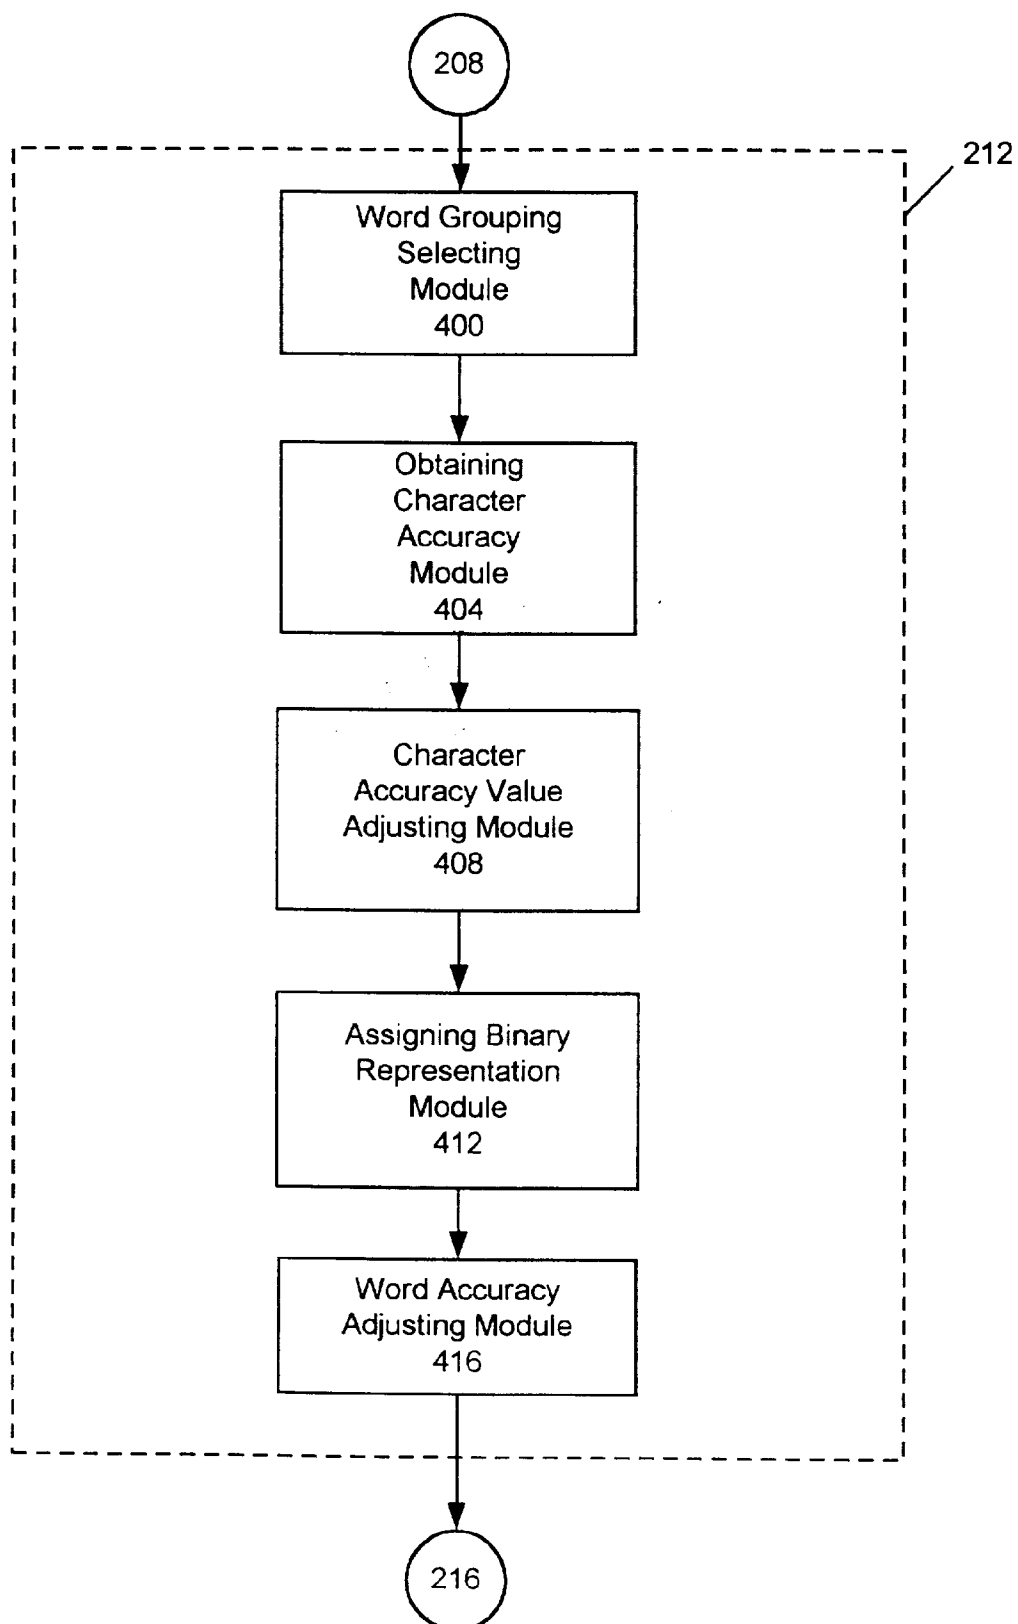 208
212
Word Grouping
Selecting
Module
400
Obtaining
Character
Accuracy
Module
404
Character
Accuracy Value
Adjusting Module
408
Assigning Binary
Representation
Module
412
Word Accuracy
Adjusting Module
416
216